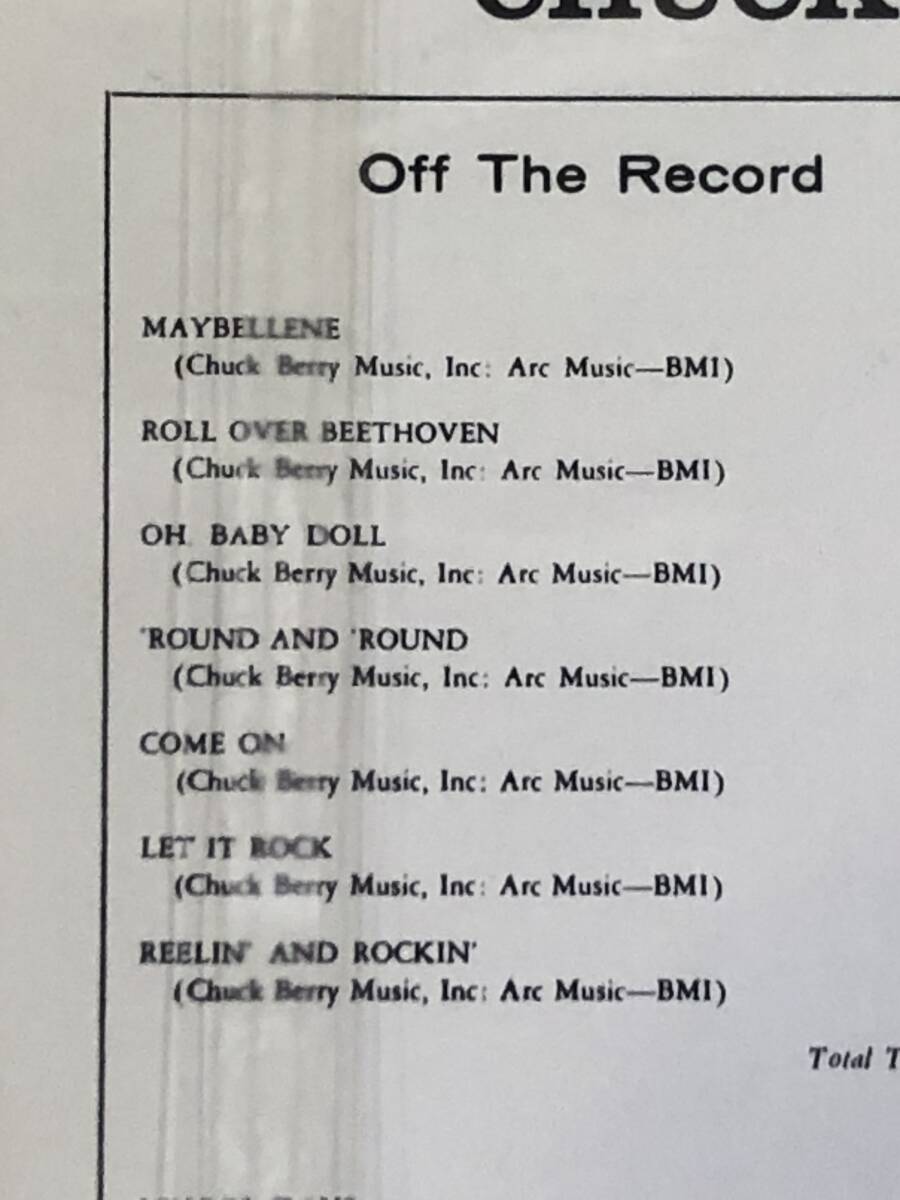 CHUCK
Off The Record
MAYBELLENE
(Chuck Berry Music, Inc: Arc Music—BMI)
ROLL OVER BEETHOVEN
(Chuck Berry Music, Inc: Arc Music—BMI)
OH BABY DOLL
(Chuck Berry Music, Inc: Arc Music—BMI)
'ROUND AND 'ROUND
(Chuck Berry Music, Inc: Arc Music—BMI)
COME ON
(Chuck Berry Music, Inc: Arc Music—BMI)
LET IT ROCK
(Chuck Berry Music, Inc: Arc Music—BMI)
REELIN' AND ROCKIN'
(Chuck Berry Music, Inc: Arc Music—BMI)
Total T